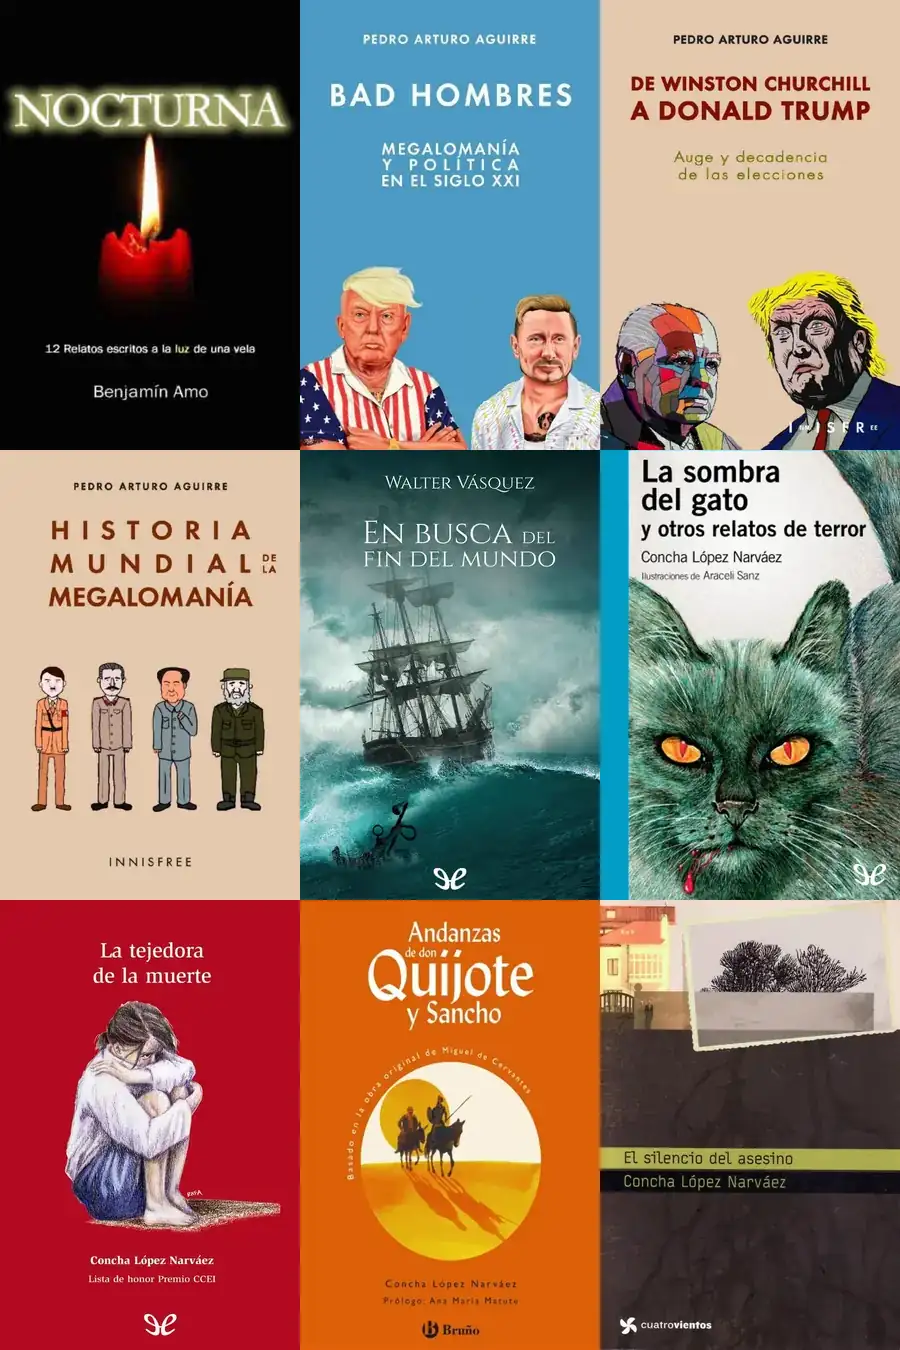 NOCTURNA
12 Relatos escritos a la luz de una vela
Benjamín Amo
PEDRO ARTURO AGUIRRE
BAD HOMBRES
MEGALOMANÍA
Y POLÍTICA
EN EL SIGLO XXI
PEDRO ARTURO AGUIRRE
DE WINSTON CHURCHILL
A DONALD TRUMP
Auge y decadencia
de las elecciones
PEDRO ARTURO AGUIRRE
HISTORIA
MUNDIAL DE LA
MEGALOMANÍA
INNISFREE
WALTER VÁSQUEZ
EN BUSCA DEL
FIN DEL MUNDO
La sombra
del gato
y otros relatos de terror
Concha López Narváez
Ilustraciones de Araceli Sanz
La tejedora
de la muerte
Concha López Narváez
Lista de honor Premio CCEI
Andanzas
de don
Quijote
y Sancho
Basado en la obra original de Miguel de Cervantes
Concha López Narváez
Prólogo: Ana María Matute
Bruño
El silencio del asesino
Concha López Narváez
cuatrovientos